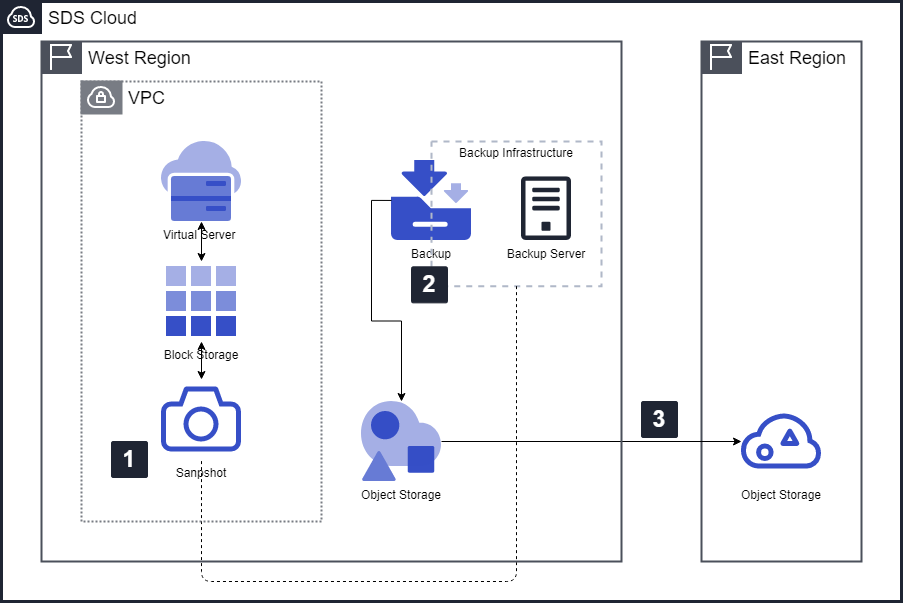 SDS
SDS Cloud
West Region
East Region
VPC
Backup Infrastructure
Virtual Server
Backup
Backup Server
2
Block Storage
3
1
Sanpshot
Object Storage
Object Storage